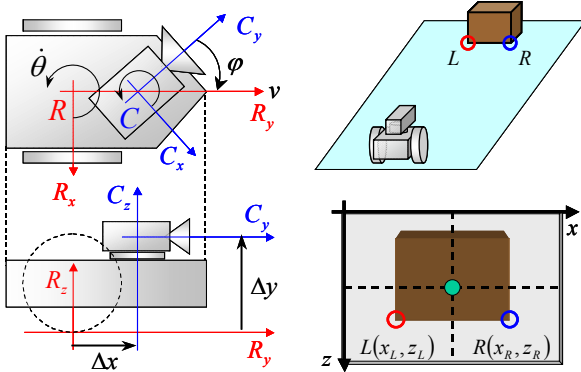 C_y
φ
θ̇
R
C
v
R_y
C_x
R_x
C_z
C_y
R_z
Δy
R_y
Δx
L
R
x
L(x_L, z_L)
R(x_R, z_R)
z